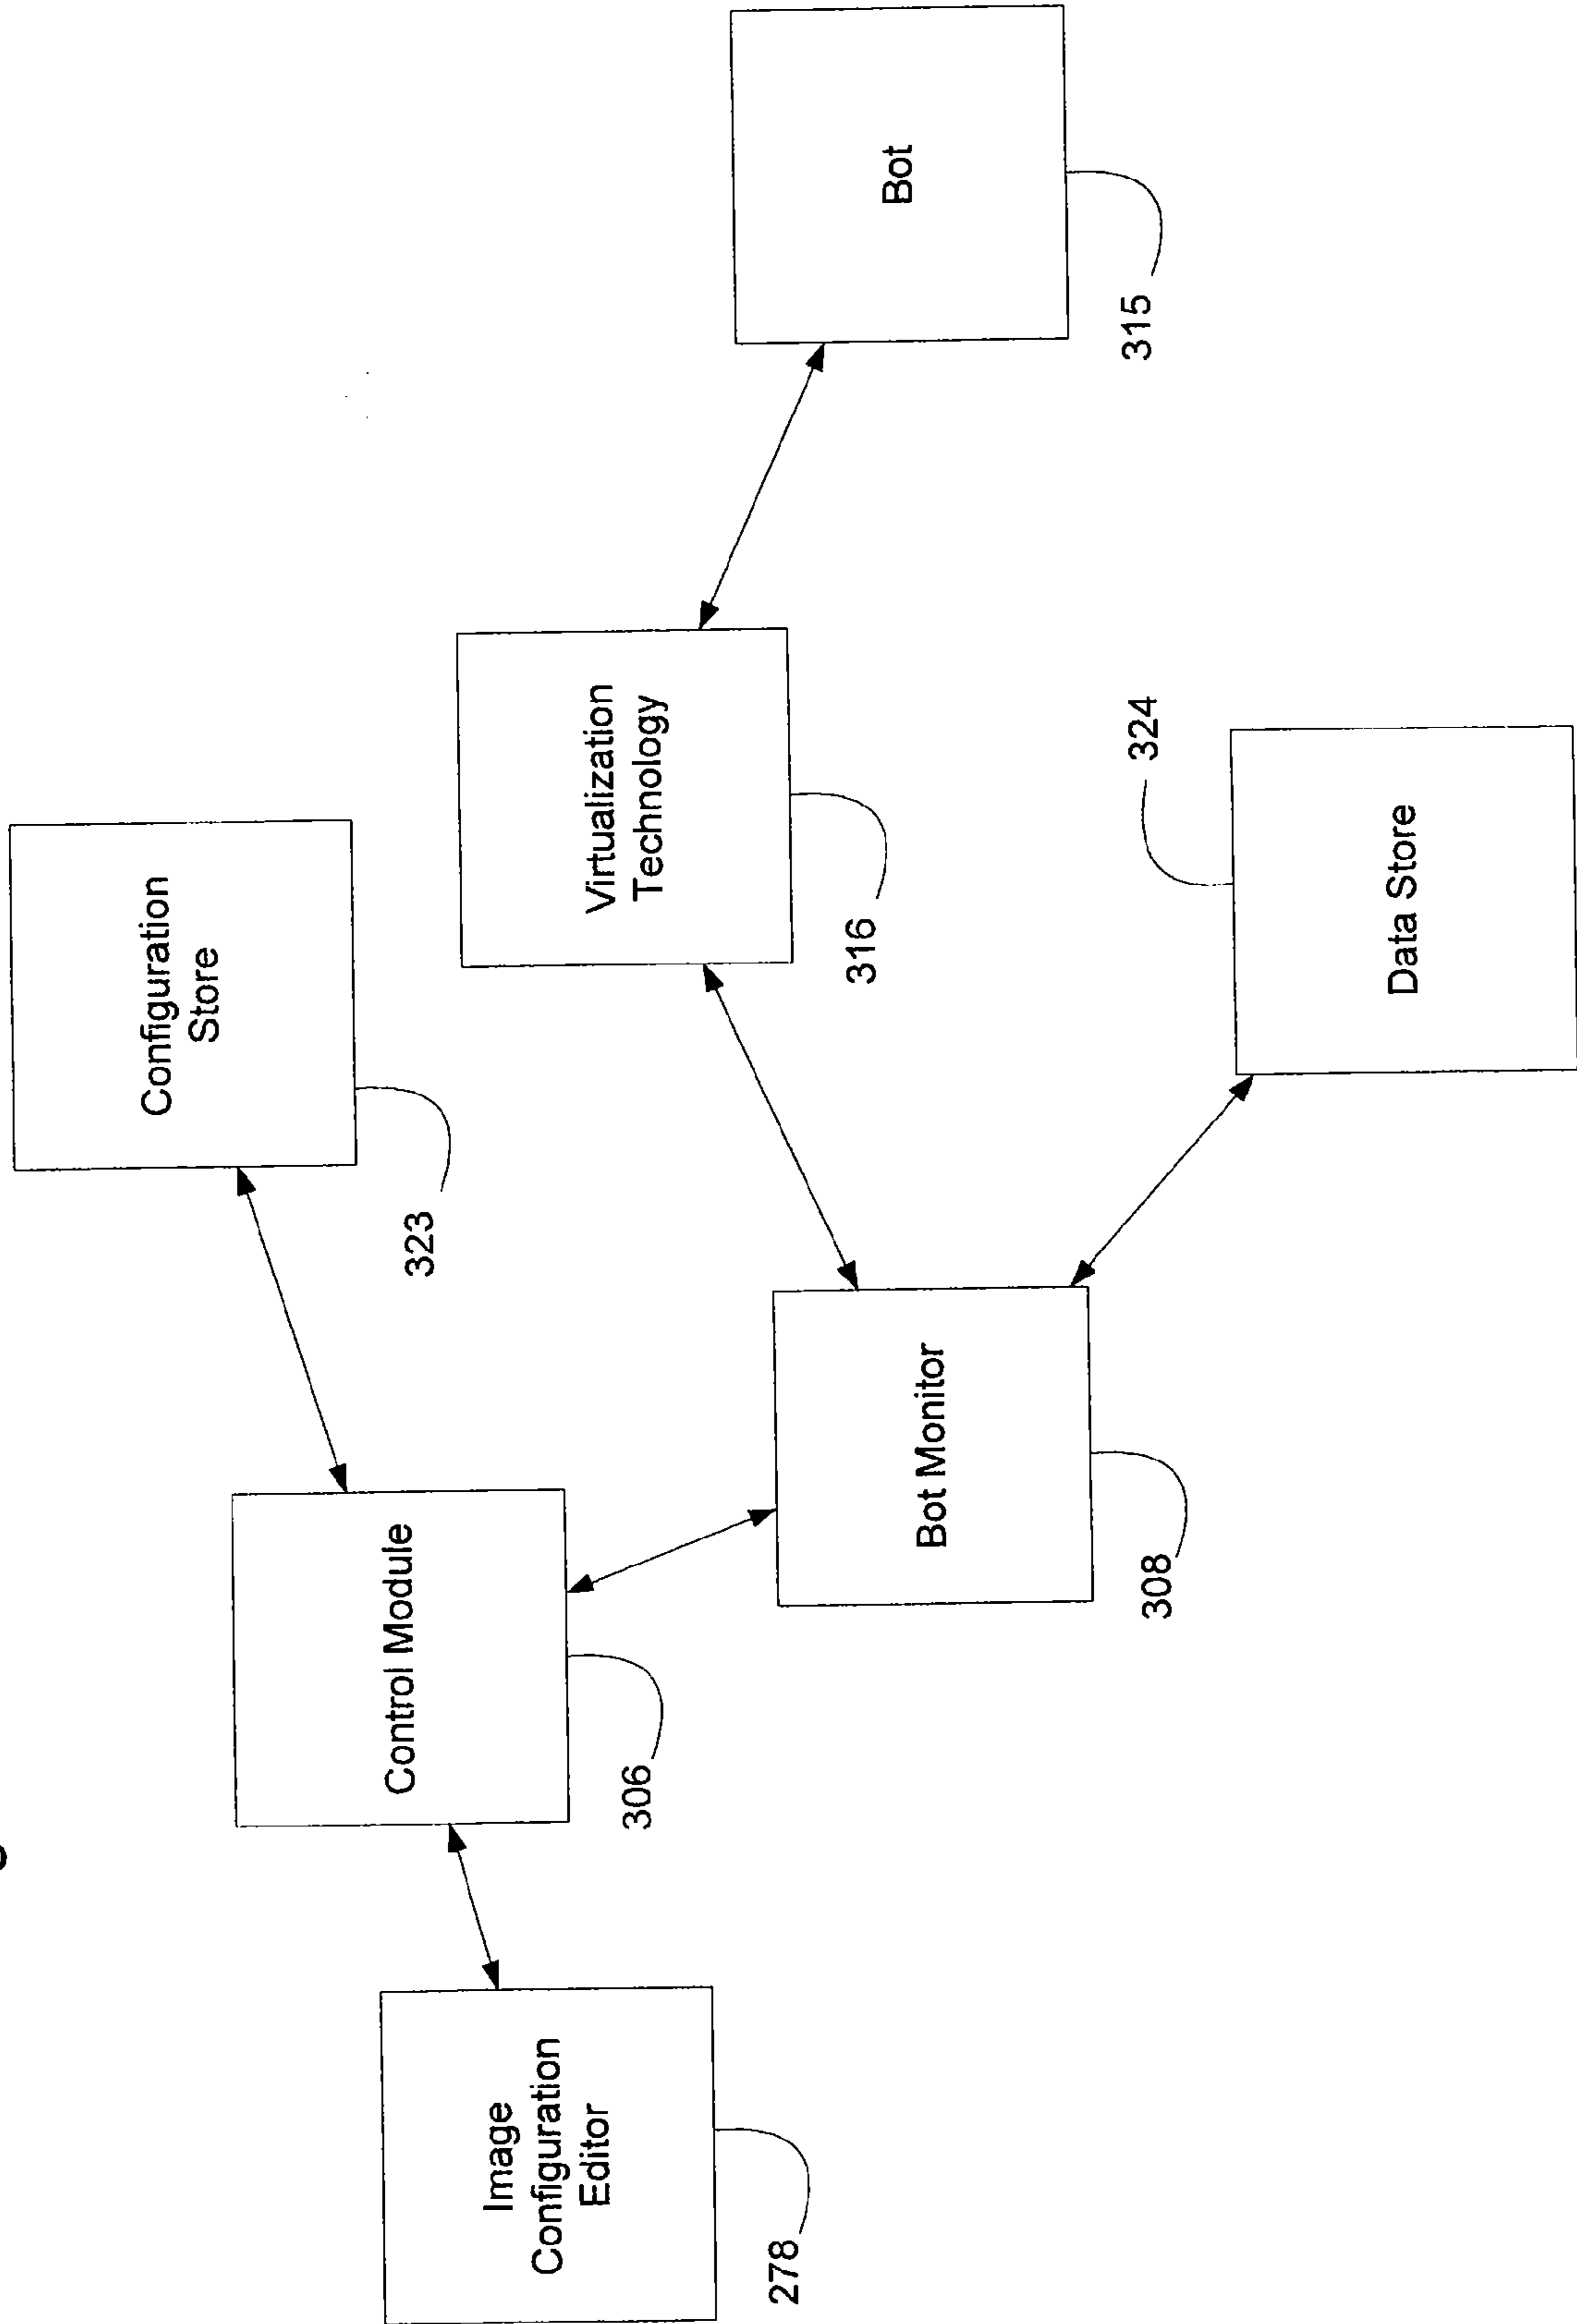 Configuration
Store
323
Virtualization
Technology
316
Bot
315
Control Module
306
Image
Configuration
Editor
278
Bot Monitor
308
324
Data Store